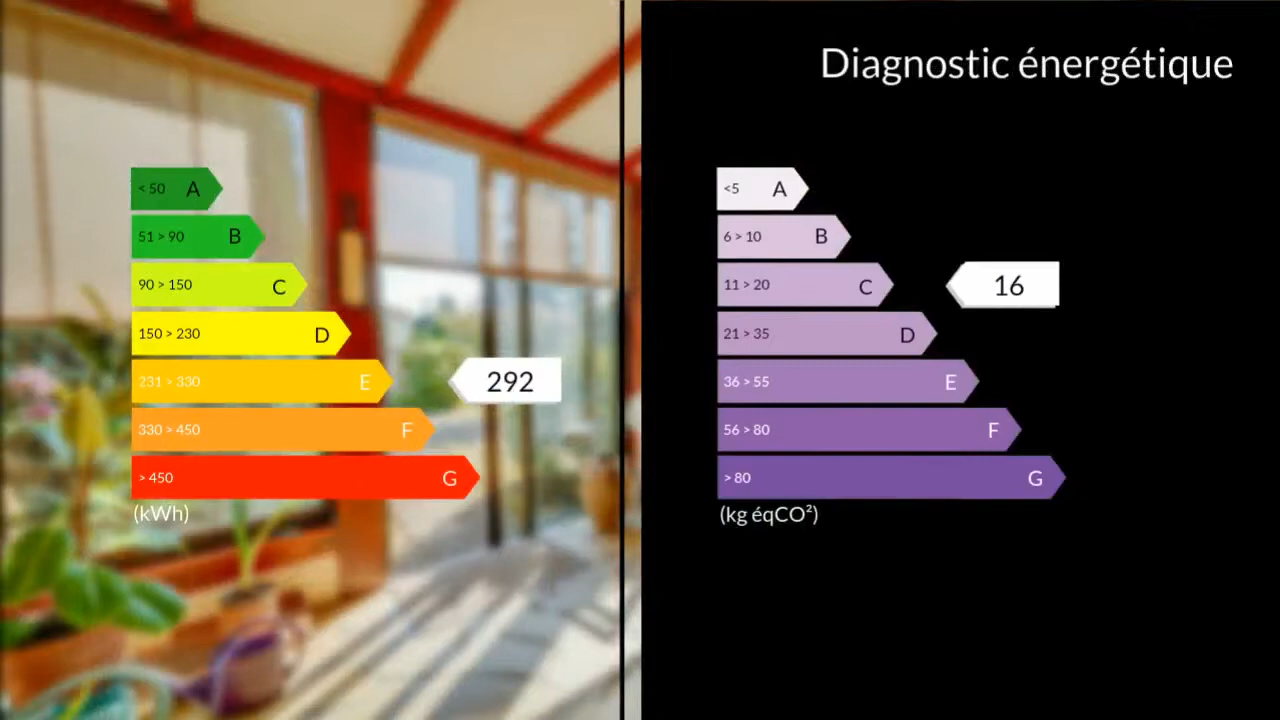 Diagnostic énergétique
< 50 A
51 > 90 B
90 > 150 C
150 > 230 D
231 > 330 E
292
330 > 450 F
> 450 G
(kWh)
<5 A
6 > 10 B
11 > 20 C
16
21 > 35 D
36 > 55 E
56 > 80 F
> 80 G
(kg éqCO²)